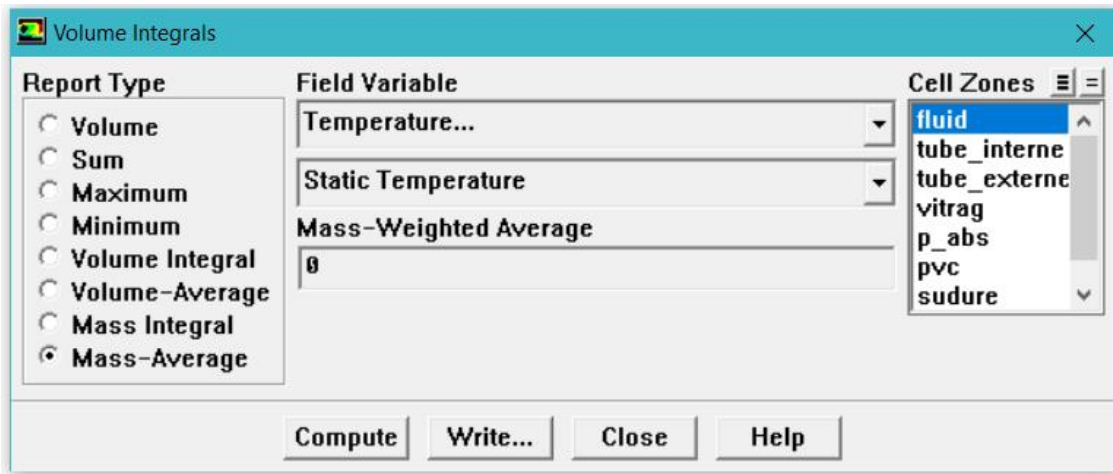 Volume Integrals
Report Type
Volume
Sum
Maximum
Minimum
Volume Integral
Volume-Average
Mass Integral
Mass-Average
Field Variable
Temperature...
Static Temperature
Mass-Weighted Average
0
Cell Zones
fluid
tube_interne
tube_externe
vitrag
p_abs
pvc
sudure
Compute Write... Close Help